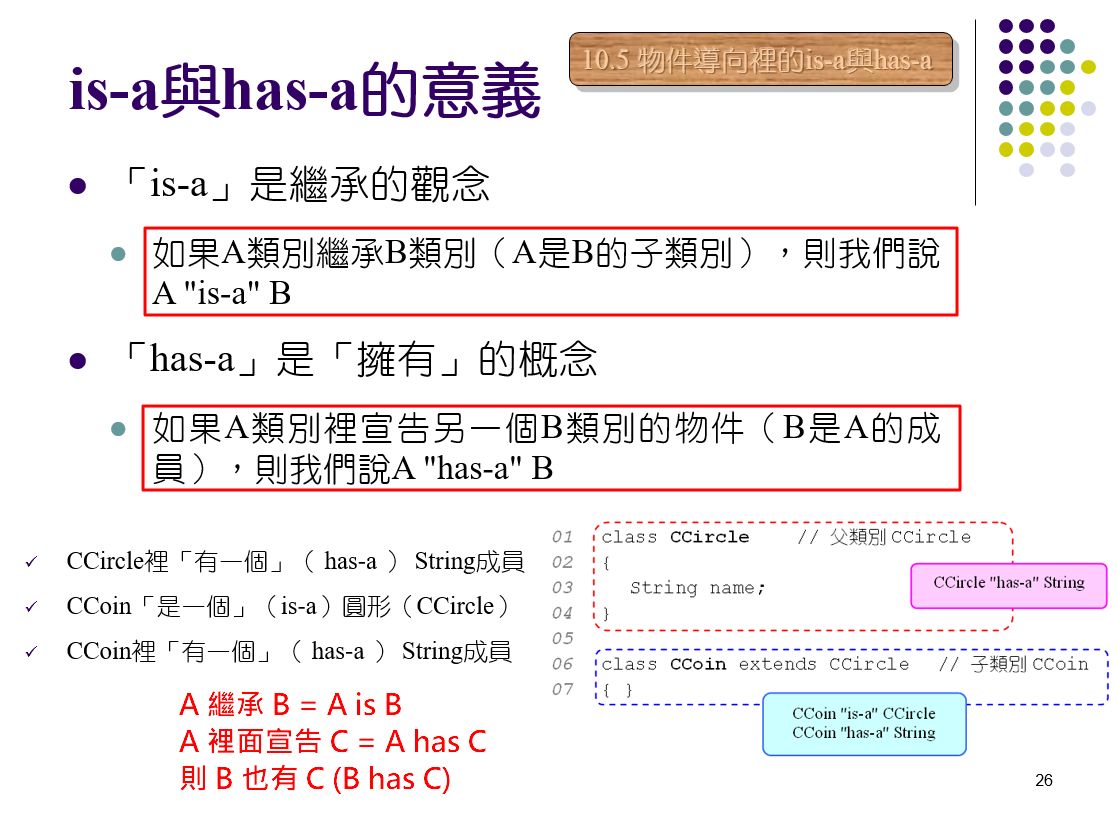 10.5 物件導向裡的is-a與has-a
is-a與has-a的意義
「is-a」是繼承的觀念
如果A類別繼承B類別（A是B的子類別），則我們說
A "is-a" B
「has-a」是「擁有」的概念
如果A類別裡宣告另一個B類別的物件（B是A的成
員），則我們說A "has-a" B
CCircle裡「有一個」（ has-a ） String成員
CCoin「是一個」（is-a）圓形（CCircle）
CCoin裡「有一個」（ has-a ） String成員
A 繼承 B = A is B
A 裡面宣告 C = A has C
則 B 也有 C (B has C)
01 class CCircle // 父類別 CCircle
02 {
03 String name;
04 }
05
06 class CCoin extends CCircle // 子類別 CCoin
07 { }
CCircle "has-a" String
CCoin "is-a" CCircle
CCoin "has-a" String
26